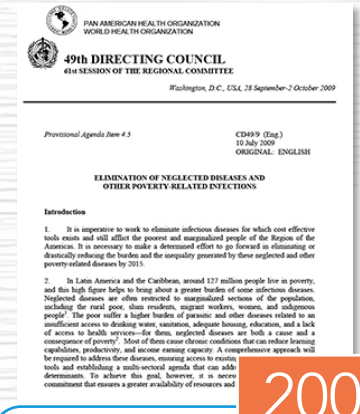 PAN AMERICAN HEALTH ORGANIZATION
WORLD HEALTH ORGANIZATION
49th DIRECTING COUNCIL
61st SESSION OF THE REGIONAL COMMITTEE
Washington, D.C., USA, 28 September-2 October 2009
Provisional Agenda Item 4.3
CD49/9 (Eng.)
10 July 2009
ORIGINAL: ENGLISH
ELIMINATION OF NEGLECTED DISEASES AND
OTHER POVERTY-RELATED INFECTIONS
Introduction
1. It is imperative to work to eliminate infectious diseases for which cost effective
tools exists and still afflict the poorest and marginalized people of the Region of the
Americas. It is necessary to make a determined effort to go forward in eliminating or
drastically reducing the burden and the inequality generated by these neglected and other
poverty-related diseases by 2015.
2. In Latin America and the Caribbean, around 127 million people live in poverty,
and this high figure helps to bring about a greater burden of some infectious diseases.
Neglected diseases are often restricted to marginalized sections of the population,
including the rural poor, slum residents, migrant workers, women, and indigenous
people¹. The poor suffer a higher burden of parasitic and other diseases related to an
insufficient access to drinking water, sanitation, adequate housing, education, and a lack
of access to health services—for them, neglected diseases are both a cause and a
consequence of poverty². Most of them cause chronic conditions that can reduce learning
capabilities, productivity, and income earning capacity. A comprehensive approach will
be required to address these diseases, ensuring access to existing
tools and establishing a multi-sectoral agenda that can
determinants. To achieve this goal, however, it is
commitment that ensures a greater availability of resources and
200